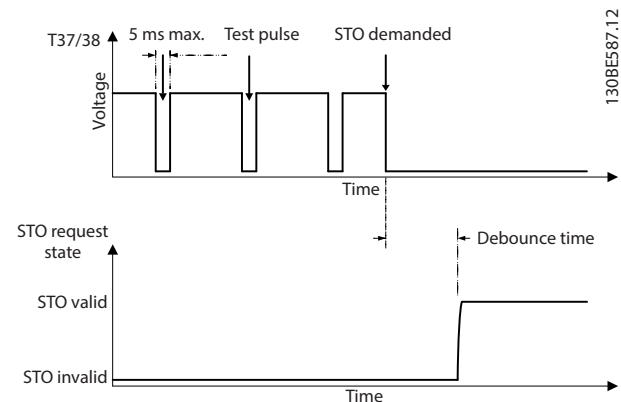 T37/38
5 ms max.
Test pulse
STO demanded
130BE587.12
Voltage
Time
STO request
state
Debounce time
STO valid
STO invalid
Time